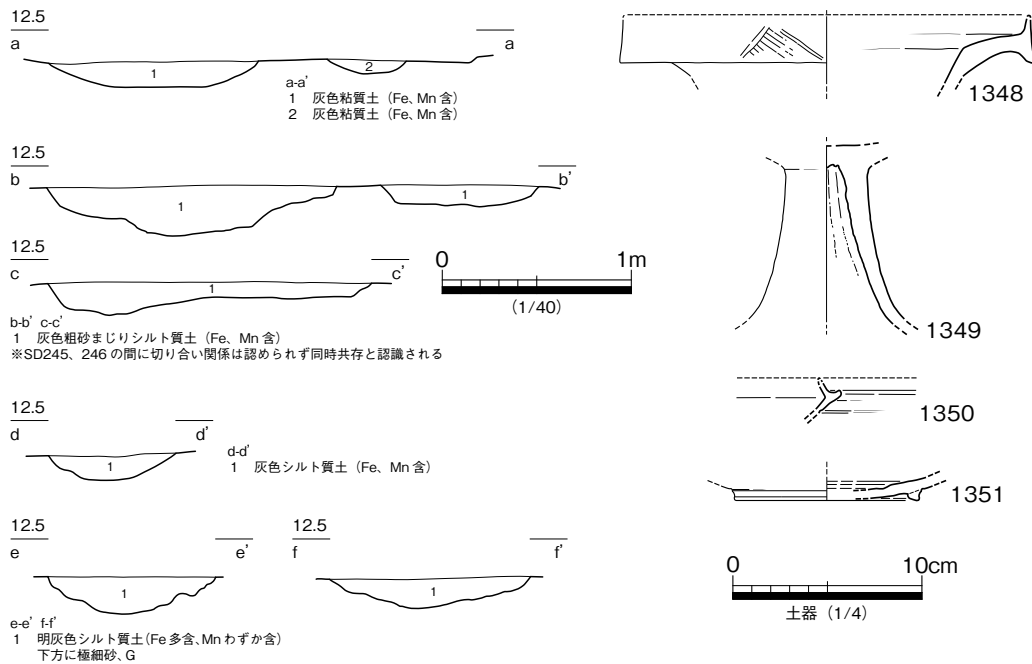 12.5
a a
1 2
a-a'
1 灰色粘質土（Fe、Mn 含）
2 灰色粘質土（Fe、Mn 含）
12.5
b b'
1 1
12.5
c c'
1
b-b' c-c'
1 灰色粗砂まじりシルト質土（Fe、Mn 含）
※SD245、246 の間に切り合い関係は認められず同時共存と認識される
0 1m
(1/40)
12.5
d d'
1
d-d'
1 灰色シルト質土（Fe、Mn 含）
12.5
e e'
1
12.5
f f'
1
e-e' f-f'
1 明灰色シルト質土（Fe 多含、Mn わずか含）
下方に極細砂、G
1348
1349
1350
1351
0 10cm
土器（1/4）